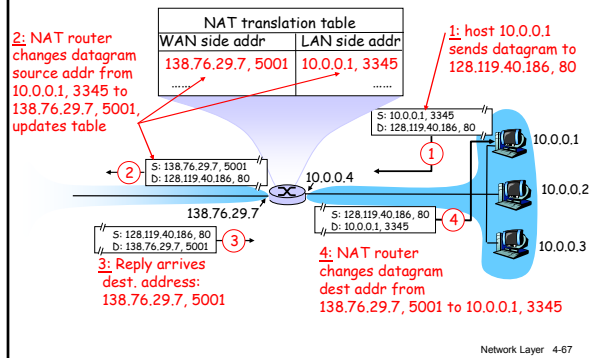 NAT translation table
WAN side addr LAN side addr
138.76.29.7, 5001 10.0.0.1, 3345
…… ……
2: NAT router
changes datagram
source addr from
10.0.0.1, 3345 to
138.76.29.7, 5001,
updates table
1: host 10.0.0.1
sends datagram to
128.119.40.186, 80
S: 10.0.0.1, 3345
D: 128.119.40.186, 80
1
10.0.0.1
10.0.0.2
10.0.0.3
S: 138.76.29.7, 5001
D: 128.119.40.186, 80
2
10.0.0.4
138.76.29.7
S: 128.119.40.186, 80
D: 138.76.29.7, 5001
3
S: 128.119.40.186, 80
D: 10.0.0.1, 3345
4
3: Reply arrives
dest. address:
138.76.29.7, 5001
4: NAT router
changes datagram
dest addr from
138.76.29.7, 5001 to 10.0.0.1, 3345
Network Layer 4-67